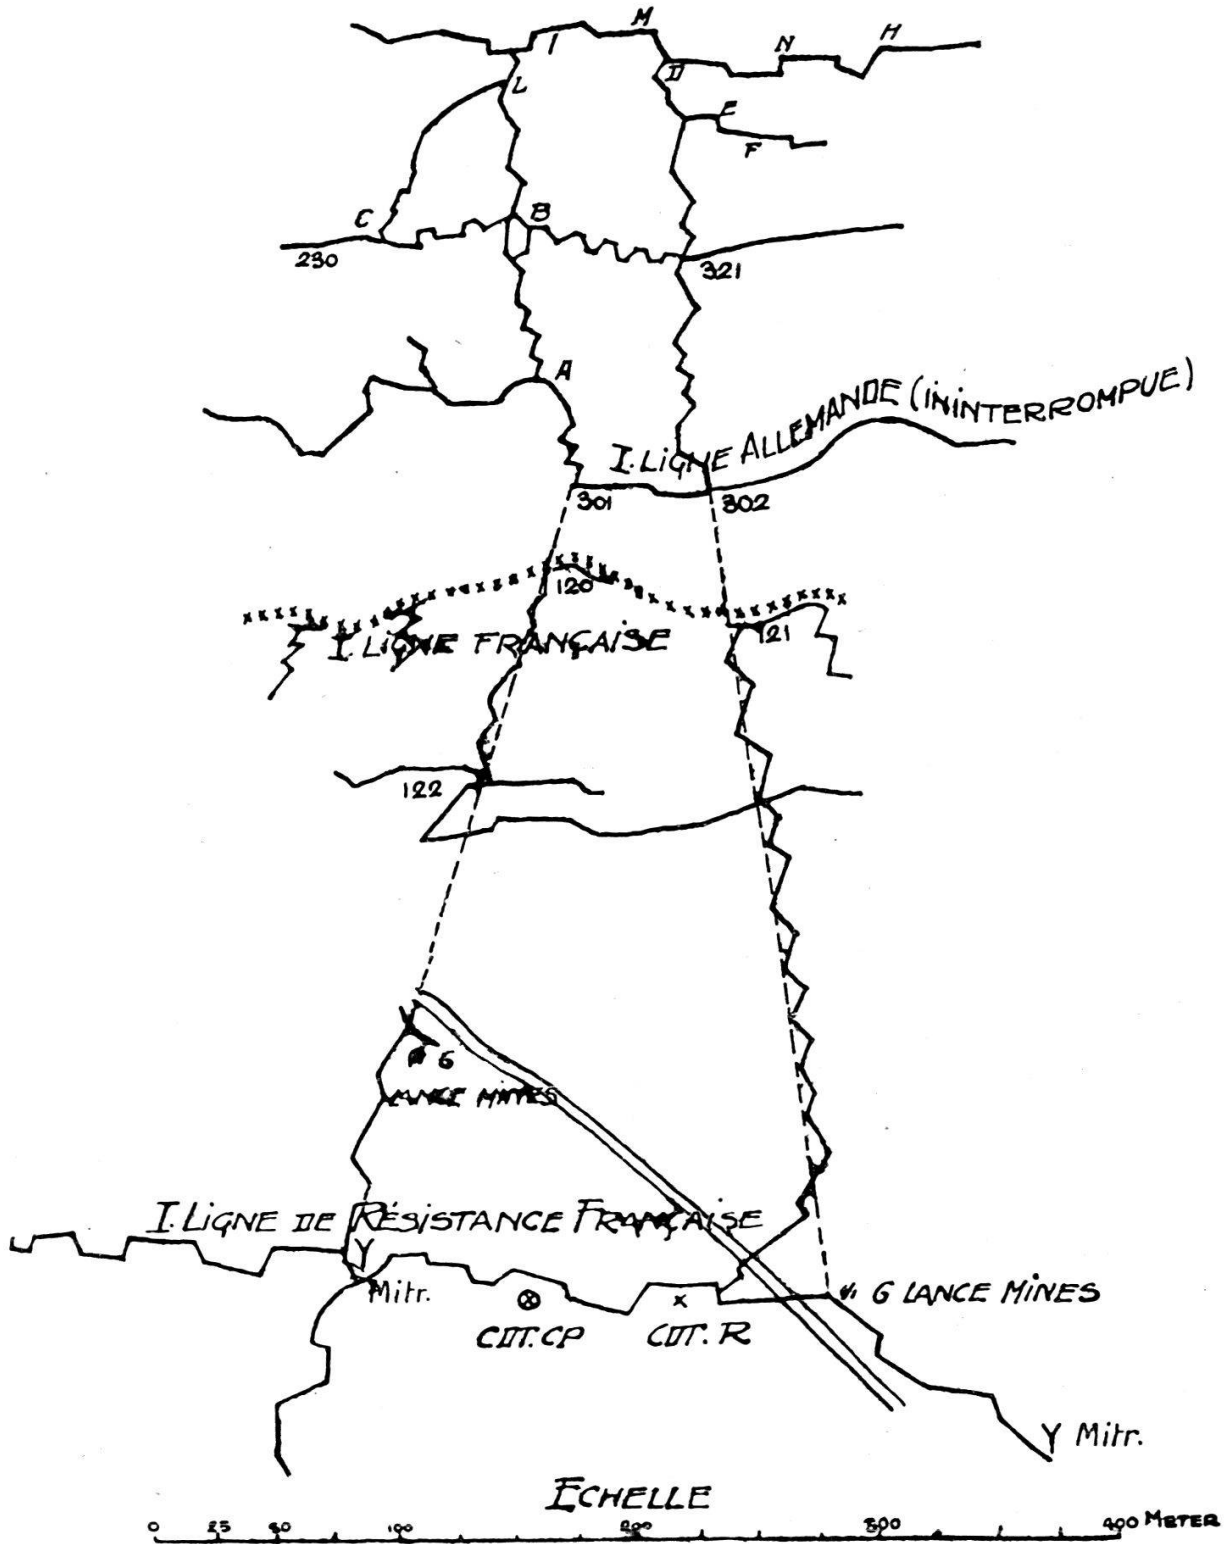 M
I
N
H
D
L
E
F
C
B
230
321
A
I. LIGNE ALLEMANDE (ININTERROMPUE)
301
302
120
121
I. LIGNE FRANÇAISE
122
6
LANCE MINES
I. LIGNE DE RÉSISTANCE FRANÇAISE
Mitr.
6 LANCE MINES
CDT. CP
CDT. R
Mitr.
ECHELLE
0 25 50 100 200 300 400 METER